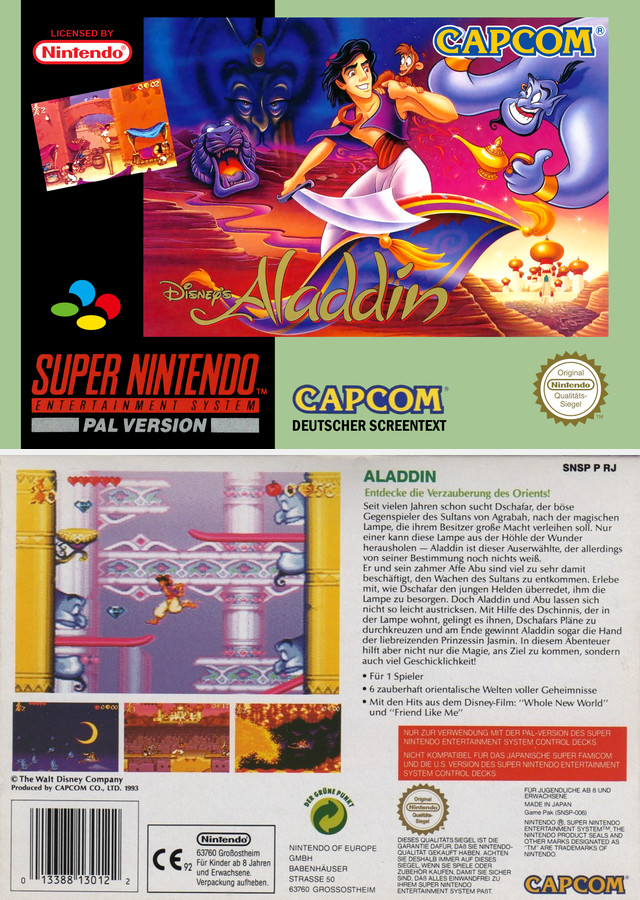 LICENSED BY
Nintendo®
CAPCOM®
Disney's Aladdin
SUPER NINTENDO™
ENTERTAINMENT SYSTEM
PAL VERSION
CAPCOM®
DEUTSCHER SCREENTEXT
Original
Nintendo
Qualitäts-
Siegel
TM
SNSP P RJ
ALADDIN
Entdecke die Verzauberung des Orients!
Seit vielen Jahren schon sucht Dschafar, der böse
Gegenspieler des Sultans von Agrabah, nach der magischen
Lampe, die ihrem Besitzer große Macht verleihen soll. Nur
einer kann diese Lampe aus der Höhle der Wunder
herausholen — Aladdin ist dieser Auserwählte, der allerdings
von seiner Bestimmung noch nichts weiß.
Er und sein zahmer Affe Abu sind viel zu sehr damit
beschäftigt, den Wachen des Sultans zu entkommen. Erlebe
mit, wie Dschafar den jungen Helden überredet, ihm die
Lampe zu besorgen. Doch Aladdin und Abu lassen sich
nicht so leicht austricksen. Mit Hilfe des Dschinnis, der in
der Lampe wohnt, gelingt es ihnen, Dschafars Pläne zu
durchkreuzen und am Ende gewinnt Aladdin sogar die Hand
der liebreizenden Prinzessin Jasmin. In diesem Abenteuer
hilft aber nicht nur die Magie, ans Ziel zu kommen, sondern
auch viel Geschicklichkeit!
• Für 1 Spieler
• 6 zauberhaft orientalische Welten voller Geheimnisse
• Mit den Hits aus dem Disney-Film: "Whole New World"
und "Friend Like Me"
NUR ZUR VERWENDUNG MIT DER PAL-VERSION DES SUPER
NINTENDO ENTERTAINMENT SYSTEM CONTROL DECKS.
NICHT KOMPATIBEL FÜR DAS JAPANISCHE SUPER FAMICOM
UND DIE U.S. VERSION DES SUPER NINTENDO ENTERTAINMENT
SYSTEM CONTROL DECKS.
© The Walt Disney Company
Produced by CAPCOM CO., LTD. 1993
0 13388 13012 2
CE 92
Nintendo
63760 Großostheim
Für Kinder ab 8 Jahren
und Erwachsene.
Verpackung aufheben.
DER GRÜNE PUNKT
NINTENDO OF EUROPE
GMBH
BABENHÄUSER
STRASSE 50
63760 GROSSOSTHEIM
Original
Nintendo
Qualitäts-
Siegel
DIESES QUALITÄTSSIEGEL IST DIE
GARANTIE DAFÜR, DAß SIE NINTENDO-
QUALITÄT GEKAUFT HABEN. ACHTEN
SIE DESHALB IMMER AUF DIESES
SIEGEL, WENN SIE SPIELE ODER
ZUBEHÖR KAUFEN, DAMIT SIE SICHER
SIND, DAß ALLES EINWANDFREI ZU
IHREM SUPER NINTENDO
ENTERTAINMENT SYSTEM PAßT.
FÜR JUGENDLICHE AB 8 UND
ERWACHSENE
MADE IN JAPAN
Game Pak (SNSP-006)
NINTENDO ®, SUPER NINTENDO
ENTERTAINMENT SYSTEM™, THE
NINTENDO PRODUCT SEALS AND
OTHER MARKS DESIGNATED AS
"TM" ARE TRADEMARKS OF
NINTENDO.
CAPCOM